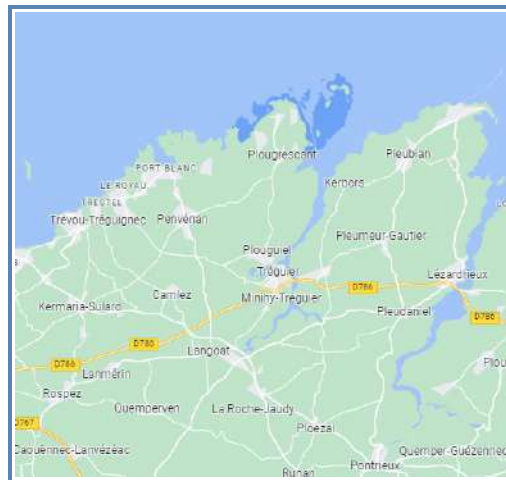 Plougrescant
Pleubian
PORT BLANC
Kerbors
LE ROYAU
TRESTEL
Trévou-Tréguignec
Penvénan
Plouguiel
Pleumeur-Gautier
Tréguier
Lézardrieux
Minihy-Tréguier
D786
Camlez
Kermaria-Sulard
Pleudaniel
D786
D786
Langoat
D786
Lanmérin
Rospez
Quemperven
La Roche-Jaudy
Ploëzal
D767
Caouënnec-Lanvézéac
Quemper-Guézennec
Pontrieux
Runan